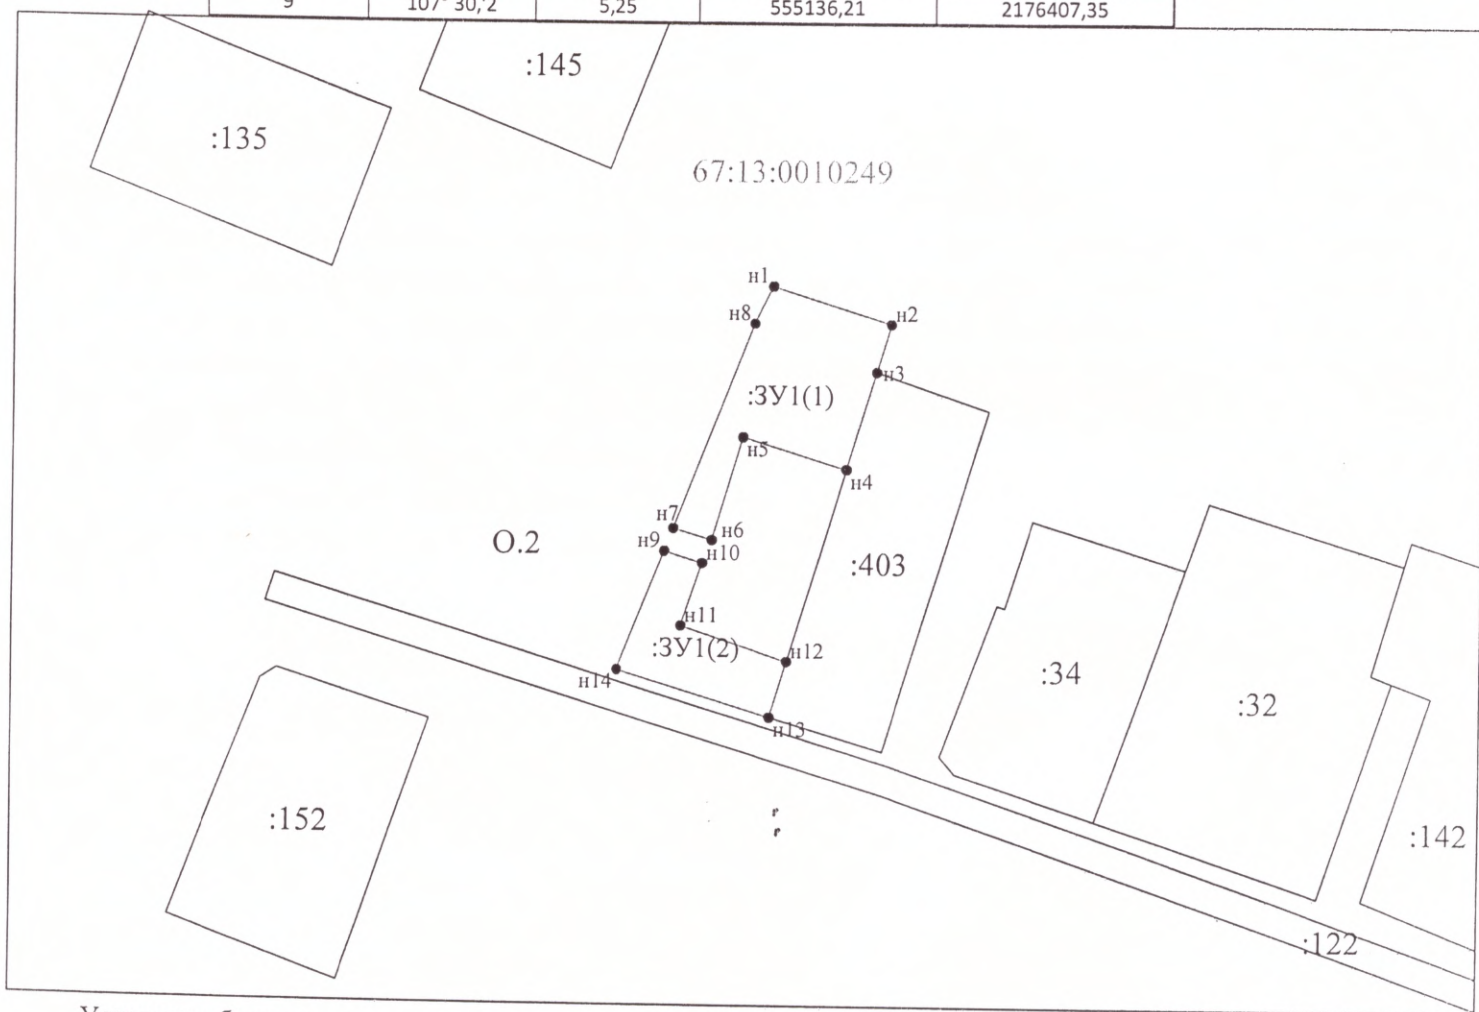 9 107° 30,'2 5,25 555136,21 2176407,35
:145
:135
67:13:0010249
н1
н8
н2
н3
:ЗУ1(1)
н5
н4
н7
н6
О.2
н9
н10
:403
н11
:ЗУ1(2)
н12
н14
:34
:32
н13
:152
:142
:122